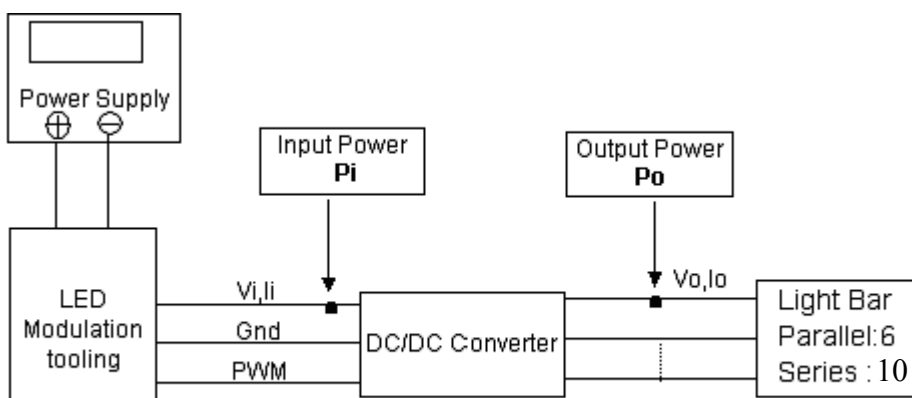 Power Supply
Input Power
Pi
Output Power
Po
LED
Modulation
tooling
Vi,Ii
Gnd
PWM
DC/DC Converter
Vo,Io
Light Bar
Parallel:6
Series : 10